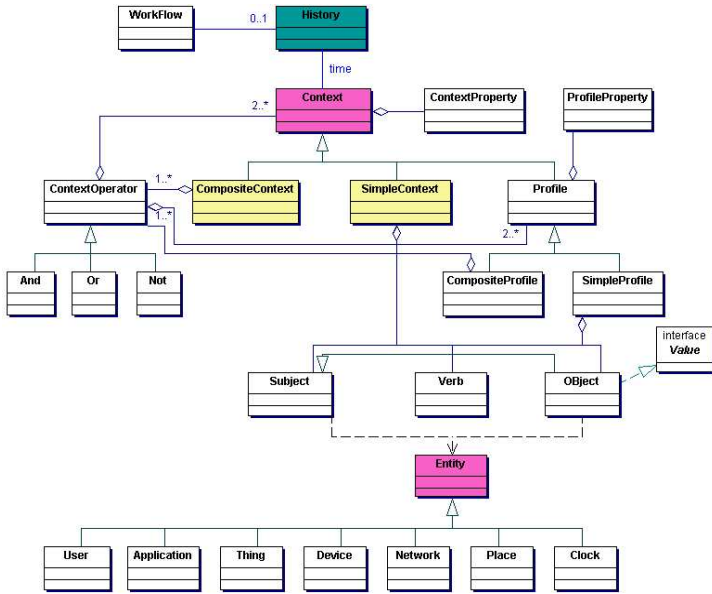 WorkFlow
0..1
History
time
Context
2..*
ContextProperty
ProfileProperty
ContextOperator
1..*
1..*
CompositeContext
SimpleContext
Profile
2..*
And
Or
Not
CompositeProfile
SimpleProfile
interface
Value
Subject
Verb
OBject
Entity
User
Application
Thing
Device
Network
Place
Clock